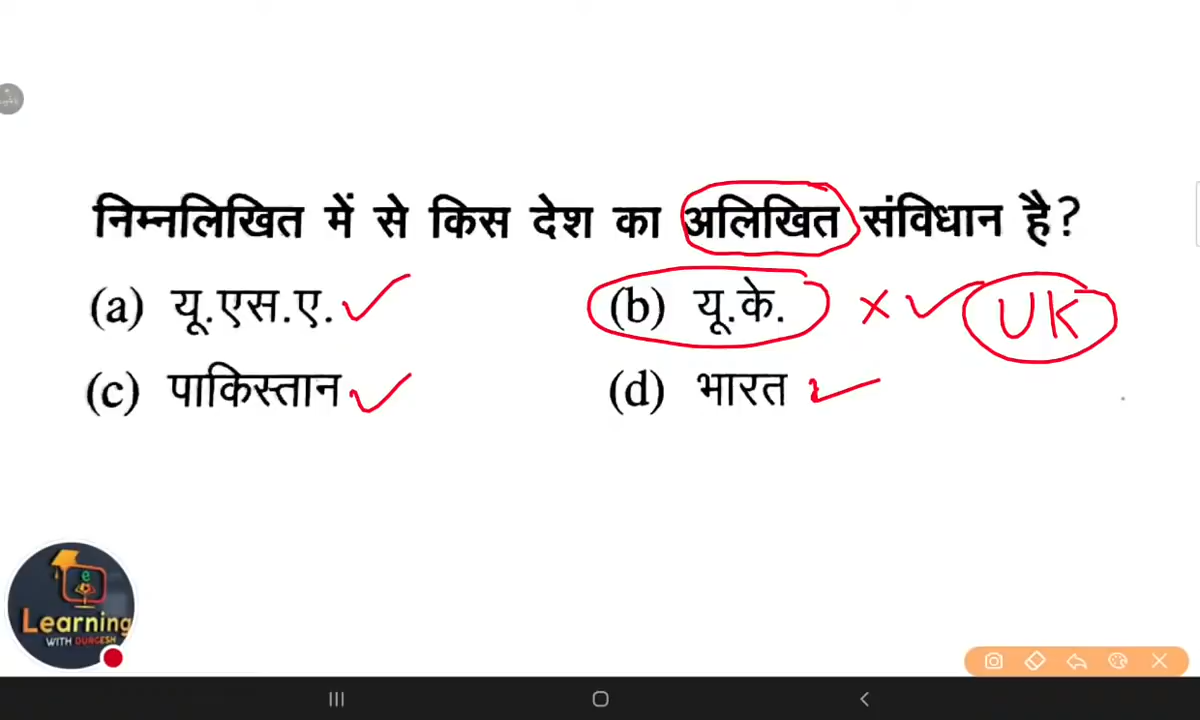 निम्नलिखित में से किस देश का अलिखित संविधान है?
(a) यू.एस.ए. (b) यू.के. UK
(c) पाकिस्तान (d) भारत
e
Learning
WITH DURGESH